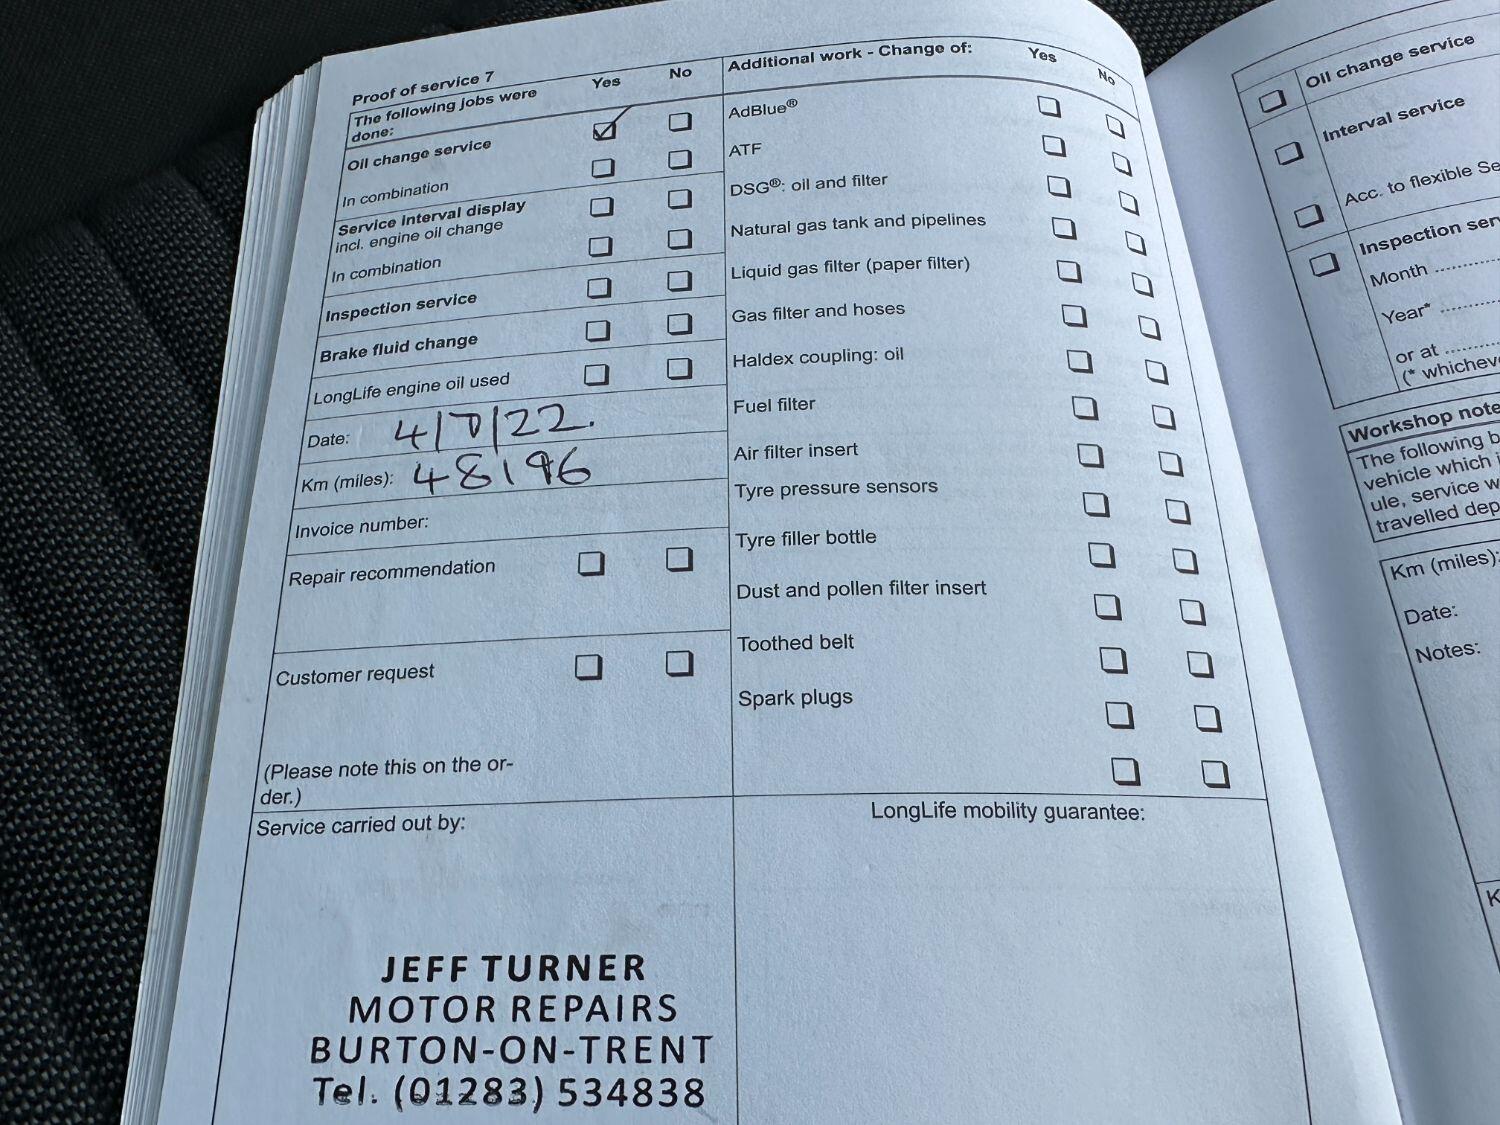 Proof of service 7
The following jobs were done: Yes No
Oil change service
In combination
Service interval display
incl. engine oil change
In combination
Inspection service
Brake fluid change
LongLife engine oil used
Date:
Km (miles): 48196
Invoice number:
Repair recommendation
Customer request
(Please note this on the or-
der.)
Service carried out by:
JEFF TURNER
MOTOR REPAIRS
BURTON-ON-TRENT
Tel. (01283) 534838
Additional work - Change of: Yes No
AdBlue®
ATF
DSG®: oil and filter
Natural gas tank and pipelines
Liquid gas filter (paper filter)
Gas filter and hoses
Haldex coupling: oil
Fuel filter
Air filter insert
Tyre pressure sensors
Tyre filler bottle
Dust and pollen filter insert
Toothed belt
Spark plugs
LongLife mobility guarantee:
Oil change service
Interval service
Acc. to flexible
Inspection
Month
Year*
or at
(*
Workshop
The following
vehicle which
ule, service
travelled
Km (miles):
Date:
Notes: